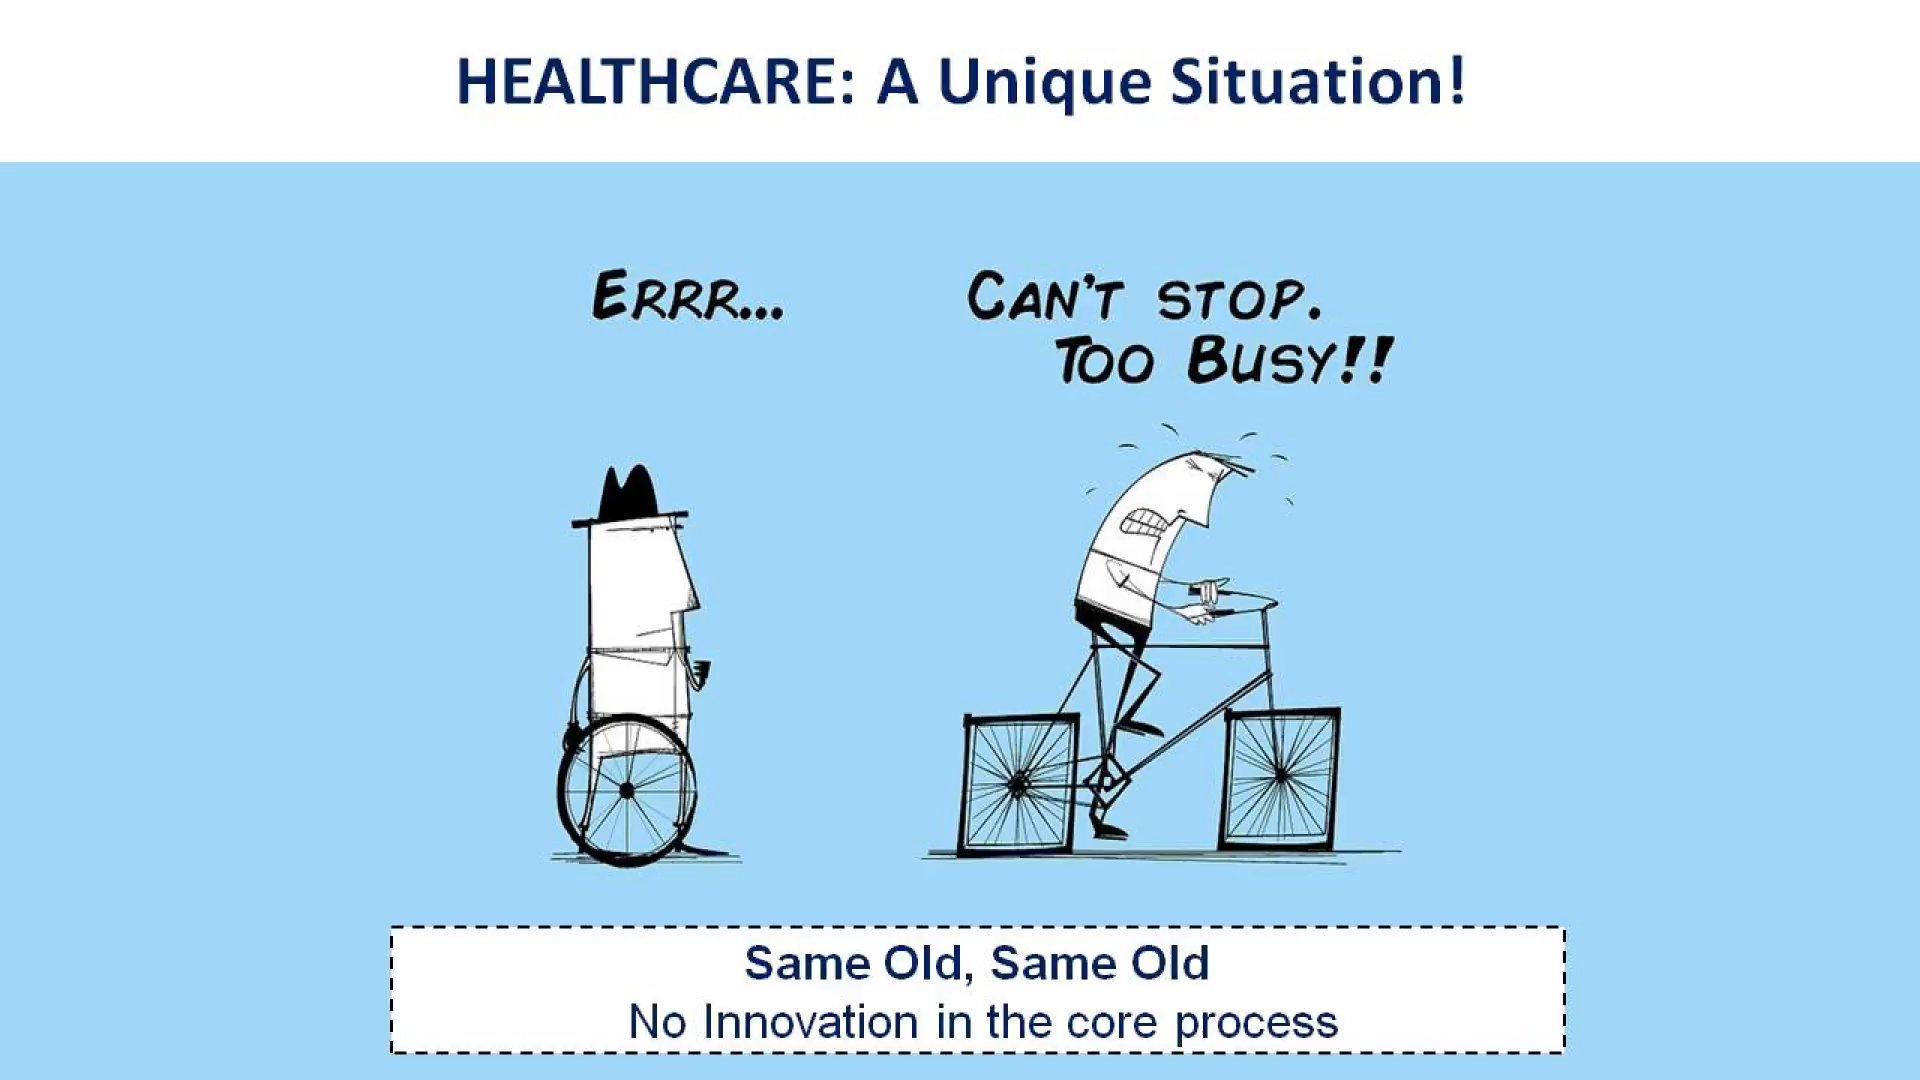 HEALTHCARE: A Unique Situation!
ERRR...
CAN'T STOP.
TOO BUSY!!
Same Old, Same Old
No Innovation in the core process